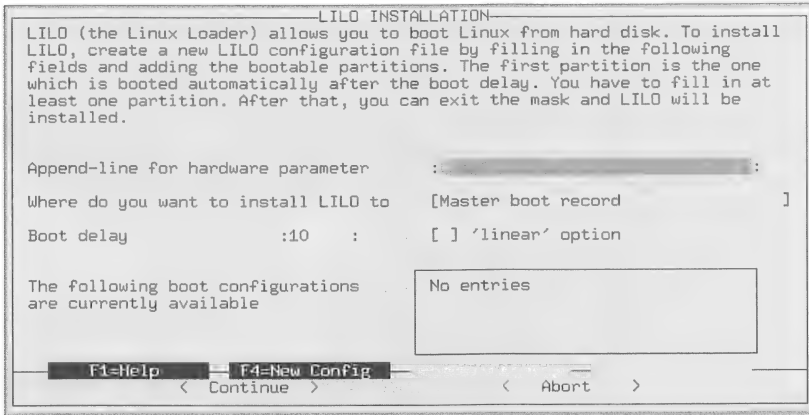 LILO INSTALLATION
LILO (the Linux Loader) allows you to boot Linux from hard disk. To install
LILO, create a new LILO configuration file by filling in the following
fields and adding the bootable partitions. The first partition is the one
which is booted automatically after the boot delay. You have to fill in at
least one partition. After that, you can exit the mask and LILO will be
installed.
Append-line for hardware parameter : :
Where do you want to install LILO to [Master boot record ]
Boot delay :10 : [ ] 'linear' option
The following boot configurations
are currently available
No entries
F1=Help F4=New Config
< Continue > < Abort >